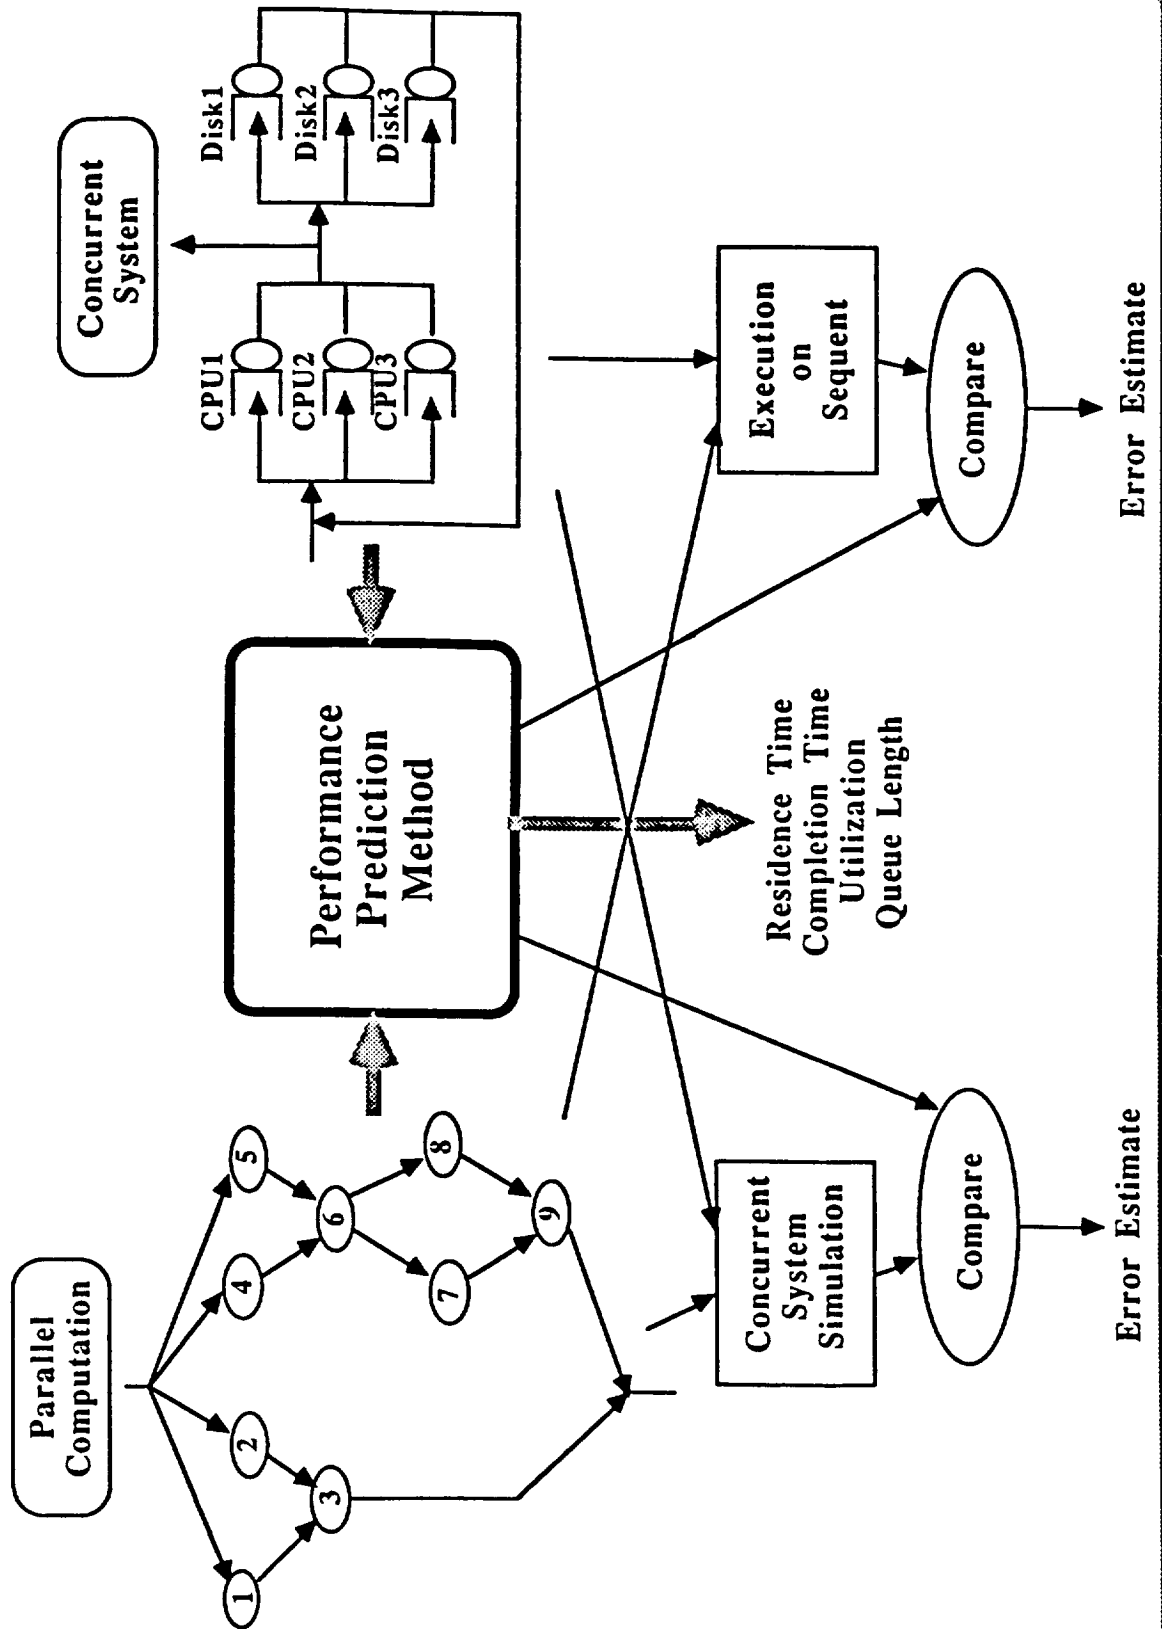 Parallel
Computation
1
2
3
4
5
6
7
8
9
Performance
Prediction
Method
Concurrent
System
CPU1
CPU2
CPU3
Disk1
Disk2
Disk3
Concurrent
System
Simulation
Residence Time
Completion Time
Utilization
Queue Length
Execution
on
Sequent
Compare
Compare
Error Estimate
Error Estimate